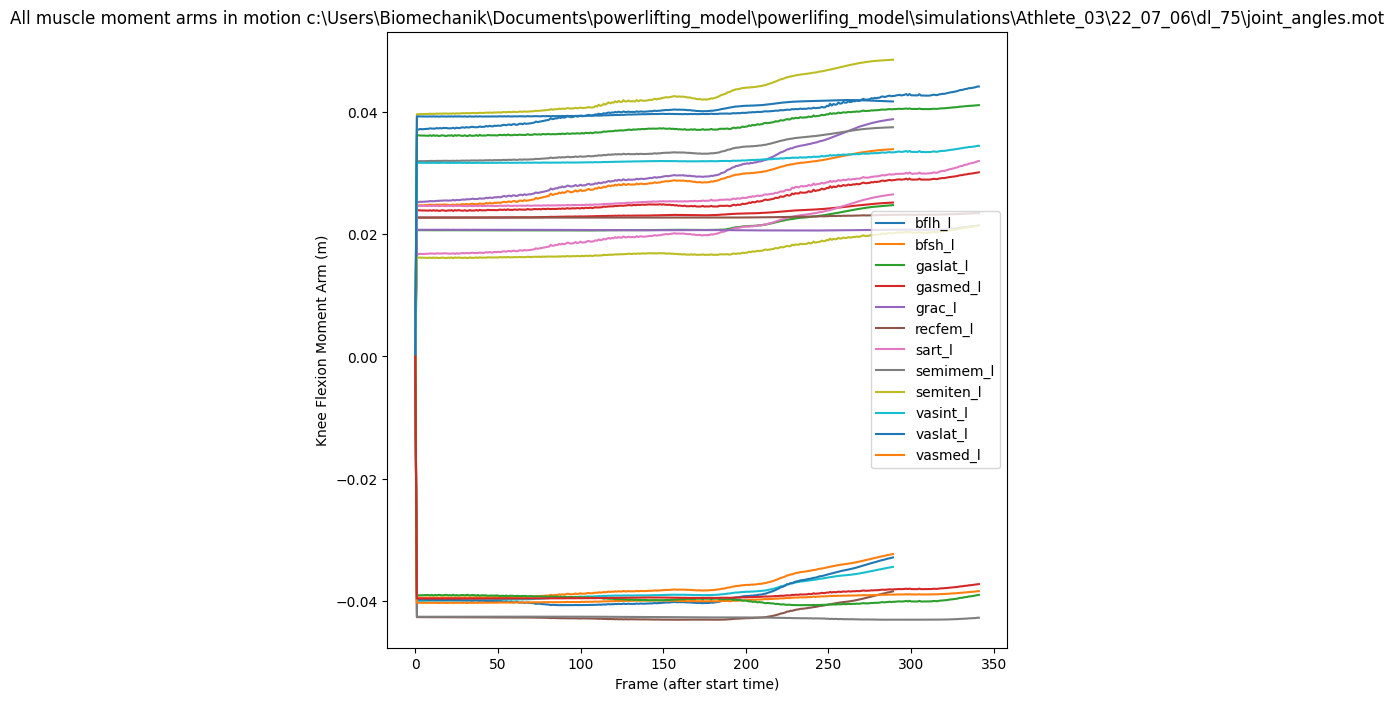 All muscle moment arms in motion c:\Users\Biomechanik\Documents\powerlifting_model\powerlifing_model\simulations\Athlete_03\22_07_06\dl_75\joint_angles.mot
0.04
0.02
0.00
−0.02
−0.04
Knee Flexion Moment Arm (m)
bflh_l
bfsh_l
gaslat_l
gasmed_l
grac_l
recfem_l
sart_l
semimem_l
semiten_l
vasint_l
vaslat_l
vasmed_l
0 50 100 150 200 250 300 350
Frame (after start time)